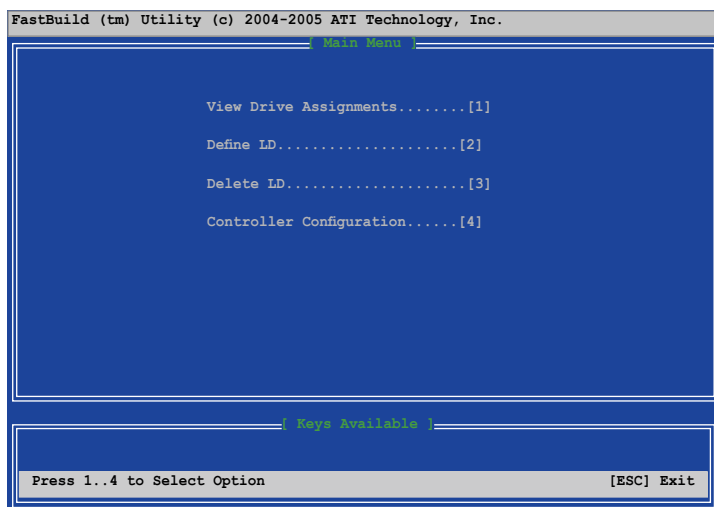 FastBuild (tm) Utility (c) 2004-2005 ATI Technology, Inc.
[ Main Menu ]
View Drive Assignments........[1]
Define LD.....................[2]
Delete LD.....................[3]
Controller Configuration......[4]
[ Keys Available ]
Press 1..4 to Select Option [ESC] Exit